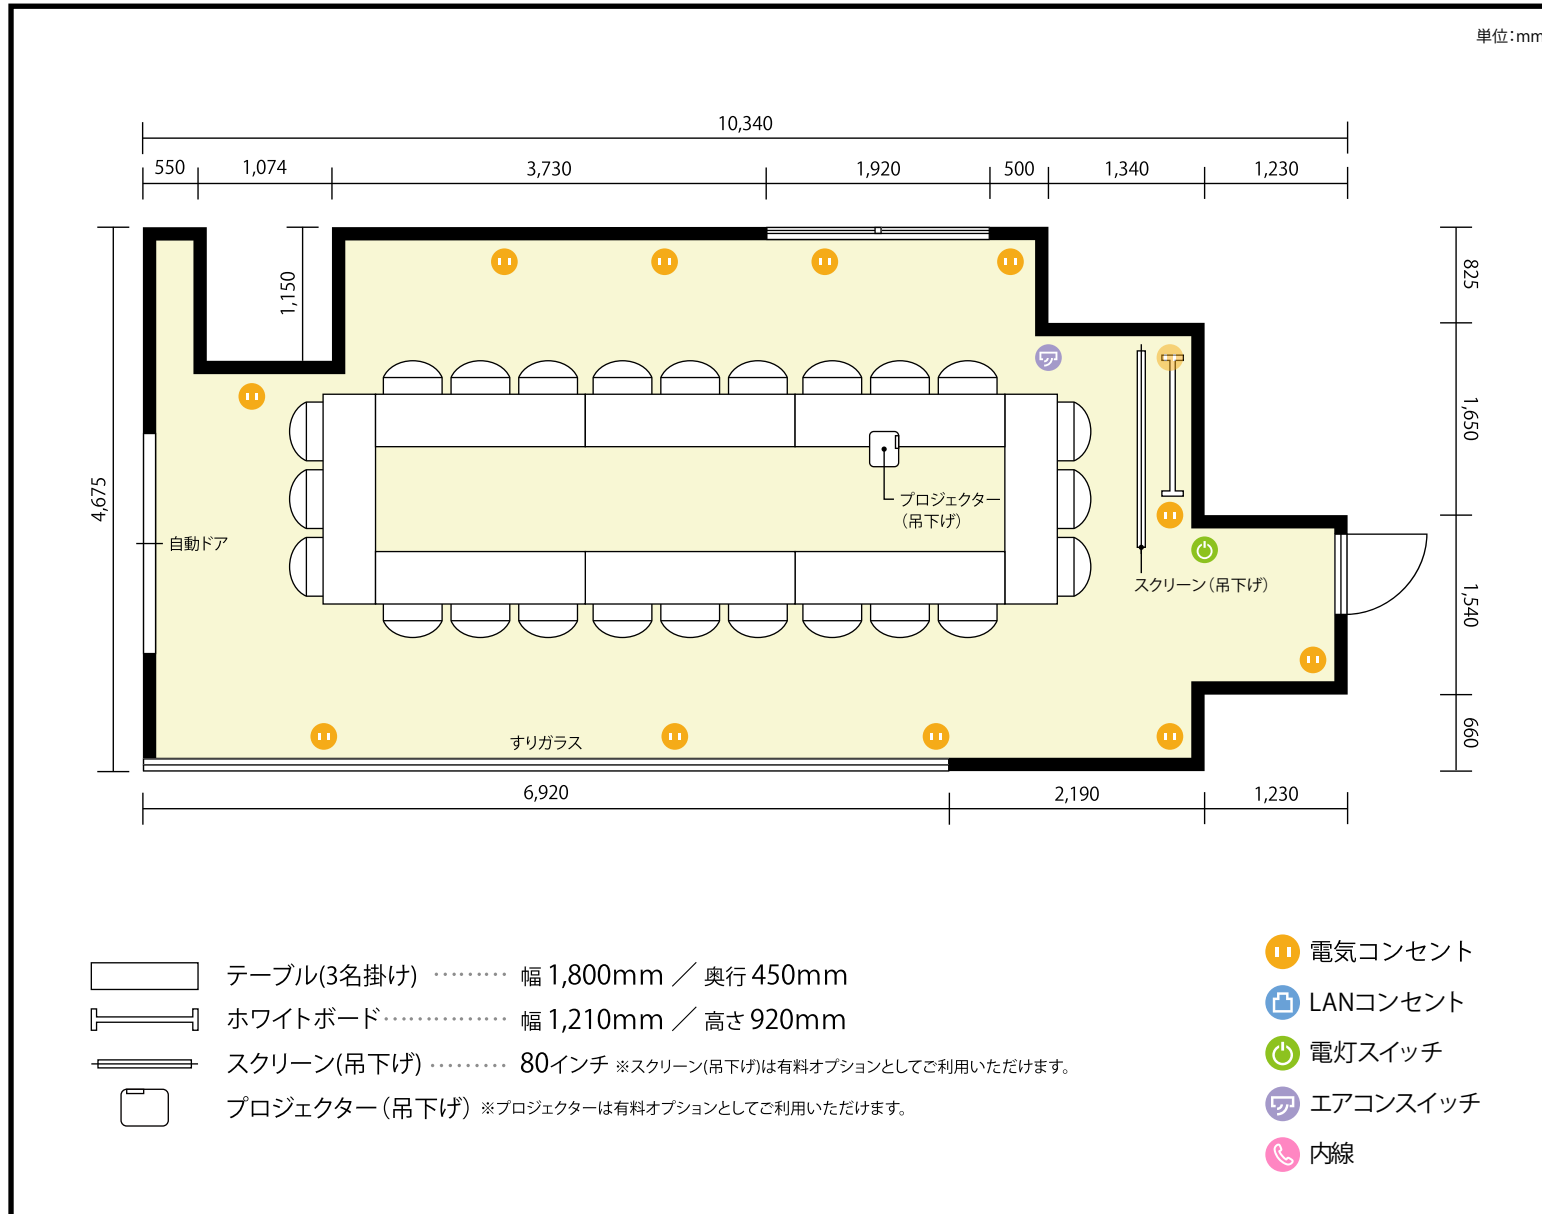 単位:mm
10,340
550 1,074 3,730 1,920 500 1,340 1,230
1,150
825
1,650
4,675
プロジェクター
(吊下げ)
自動ドア
スクリーン(吊下げ)
1,540
660
すりガラス
6,920 2,190 1,230
テーブル(3名掛け) ········· 幅 1,800mm / 奥行 450mm
ホワイトボード··············· 幅 1,210mm / 高さ 920mm
スクリーン(吊下げ) ········· 80インチ ※スクリーン(吊下げ)は有料オプションとしてご利用いただけます。
プロジェクター(吊下げ) ※プロジェクターは有料オプションとしてご利用いただけます。
電気コンセント
LANコンセント
電灯スイッチ
エアコンスイッチ
内線